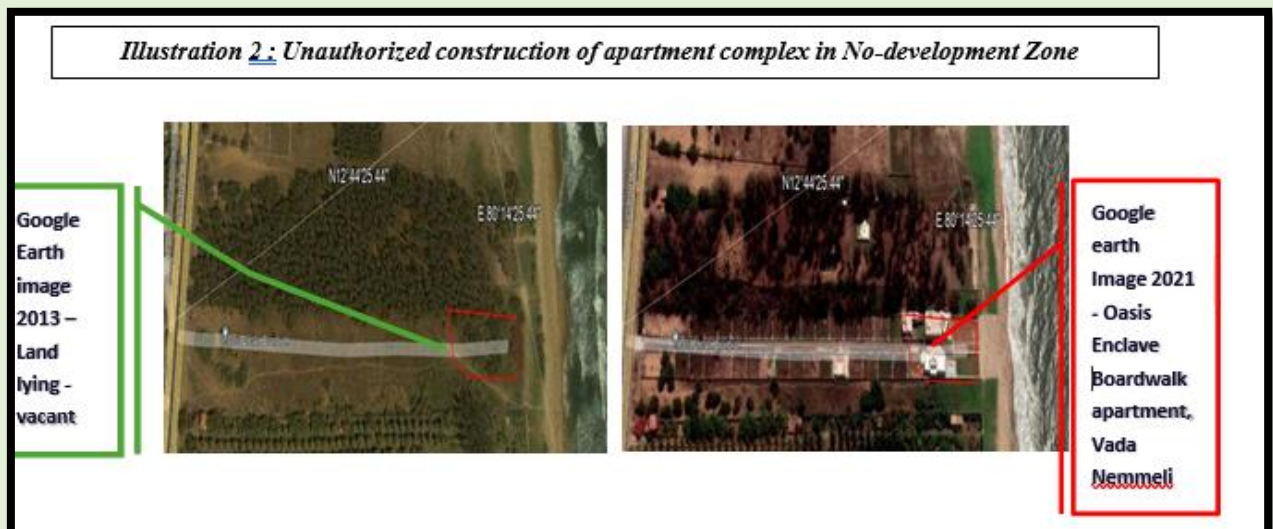 Illustration 2 : Unauthorized construction of apartment complex in No-development Zone
Google
Earth
image
2013 –
Land
lying -
vacant
N12°44'25.44"
E 80°14'25.44"
N12°44'25.44"
E 80°14'25.44"
Google
earth
Image 2021
- Oasis
Enclave
Boardwalk
apartment,
Vada
Nemmeli